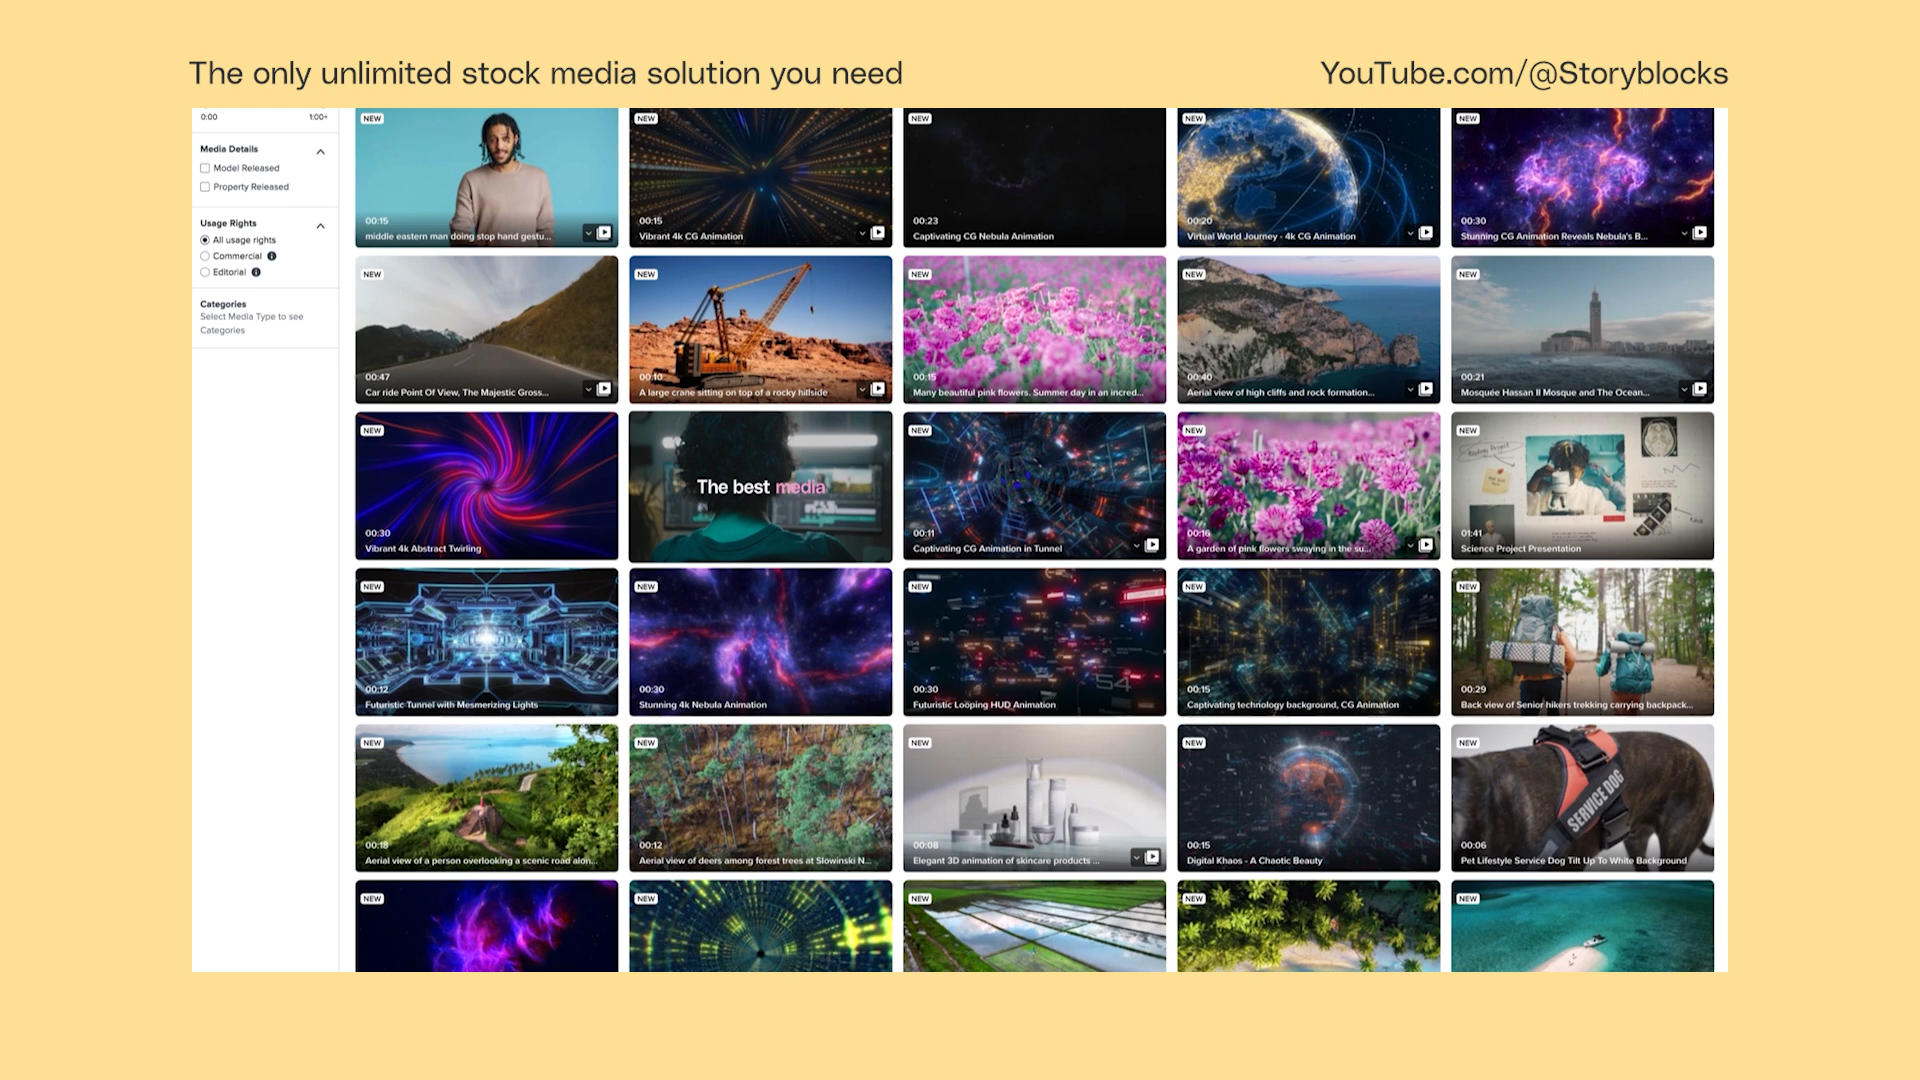 The only unlimited stock media solution you need
YouTube.com/@Storyblocks
0:00
1:00+
Media Details
Model Released
Property Released
Usage Rights
All usage rights
Commercial
Editorial
Categories
Select Media Type to see
Categories
NEW
00:15
middle eastern man doing stop hand gestu...
NEW
00:15
Vibrant 4k CG Animation
NEW
00:23
Captivating CG Nebula Animation
NEW
00:20
Virtual World Journey - 4k CG Animation
NEW
00:30
Stunning CG Animation Reveals Nebula's B...
NEW
00:47
Car ride Point Of View, The Majestic Gross...
NEW
00:10
A large crane sitting on top of a rocky hillside
NEW
00:15
Many beautiful pink flowers. Summer day in an incred...
NEW
00:40
Aerial view of high cliffs and rock formation...
NEW
00:21
Mosquée Hassan II Mosque and The Ocean...
NEW
00:30
Vibrant 4k Abstract Twirling
The best media
NEW
00:11
Captivating CG Animation in Tunnel
NEW
00:16
A garden of pink flowers swaying in the su...
NEW
01:41
Science Project Presentation
NEW
00:12
Futuristic Tunnel with Mesmerizing Lights
NEW
00:30
Stunning 4k Nebula Animation
NEW
54
00:30
Futuristic Looping HUD Animation
NEW
00:15
Captivating technology background, CG Animation
NEW
00:29
Back view of Senior hikers trekking carrying backpack...
NEW
00:18
Aerial view of a person overlooking a scenic road alon...
NEW
00:12
Aerial view of deers among forest trees at Slowinski N...
NEW
00:08
Elegant 3D animation of skincare products ...
NEW
00:15
Digital Khaos - A Chaotic Beauty
NEW
SERVICE DOG
00:06
Pet Lifestyle Service Dog Tilt Up To White Background
NEW
NEW
NEW
NEW
NEW